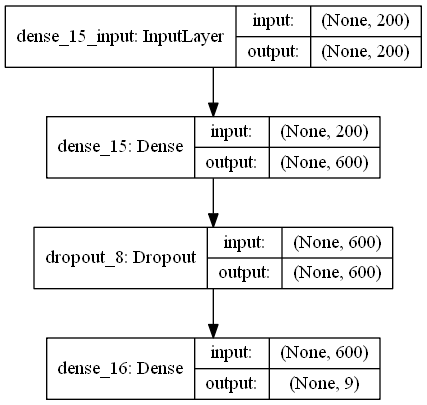 dense_15_input: InputLayer
input: (None, 200)
output: (None, 200)
dense_15: Dense
input: (None, 200)
output: (None, 600)
dropout_8: Dropout
input: (None, 600)
output: (None, 600)
dense_16: Dense
input: (None, 600)
output: (None, 9)